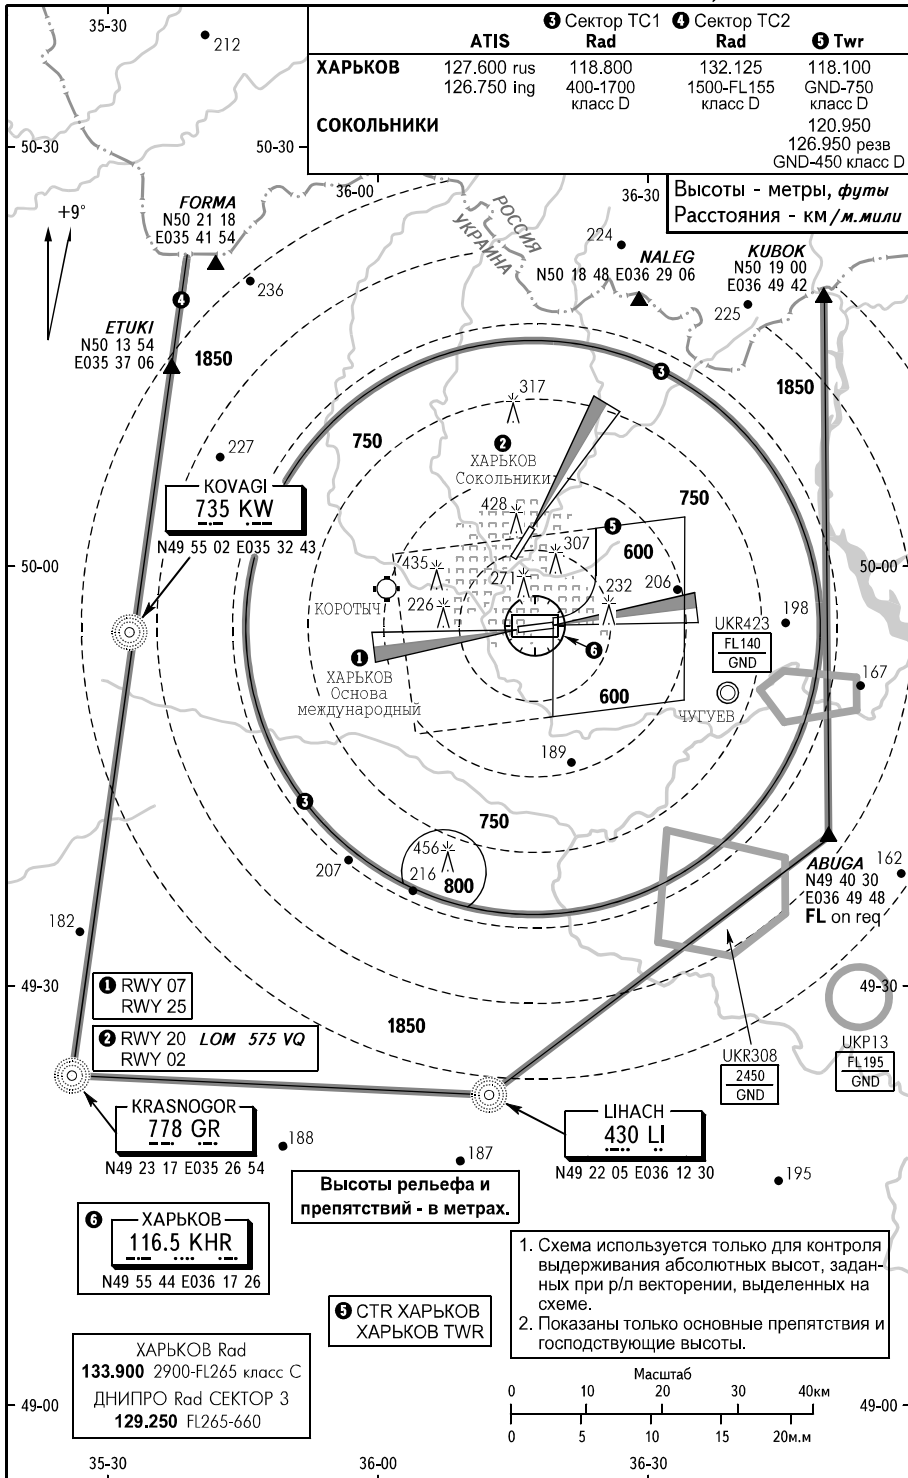 35-30
212
❸ Сектор TC1 ❹ Сектор TC2
ATIS Rad Rad ❺ Twr
ХАРЬКОВ 127.600 rus 118.800 132.125 118.100
126.750 ing 400-1700 1500-FL155 GND-750
класс D класс D класс D
СОКОЛЬНИКИ 120.950
126.950 резв
GND-450 класс D
50-30 50-30
36-00 36-30
Высоты - метры, футы
Расстояния - км/м.мили
+9°
FORMA
N50 21 18
E035 41 54
РОССИЯ
УКРАИНА
224
NALEG
N50 18 48 E036 29 06
KUBOK
N50 19 00
E036 49 42
236
225
❹
ETUKI
N50 13 54
E035 37 06
1850
❸
1850
317
750
227
❷
ХАРЬКОВ
Сокольники
750
KOVAGI
735 KW
N49 55 02 E035 32 43
428
❺
307
600
50-00 50-00
435
271
КОРОТЫЧ
226
232
206
198
UKR423
FL140
GND
❶
ХАРЬКОВ
Основа
международный
❻
167
600
ЧУГУЕВ
189
❸
750
456
207
216
800
ABUGA
N49 40 30
E036 49 48
FL on req
162
182
❶ RWY 07
RWY 25
49-30 49-30
❷ RWY 20 LOM 575 VQ
RWY 02
1850
UKR308
2450
GND
UKP13
FL195
GND
KRASNOGOR
778 GR
N49 23 17 E035 26 54
188
187
LIHACH
430 LI
N49 22 05 E036 12 30
195
Высоты рельефа и
препятствий - в метрах.
❻ ХАРЬКОВ
116.5 KHR
N49 55 44 E036 17 26
1. Схема используется только для контроля
выдерживания абсолютных высот, задан-
ных при р/л векторении, выделенных на
схеме.
2. Показаны только основные препятствия и
господствующие высоты.
❺ CTR ХАРЬКОВ
ХАРЬКОВ TWR
ХАРЬКОВ Rad
133.900 2900-FL265 класс C
ДНИПРО Rad СЕКТОР 3
129.250 FL265-660
Масштаб
0 10 20 30 40км
0 5 10 15 20м.м
49-00 49-00
35-30 36-00 36-30